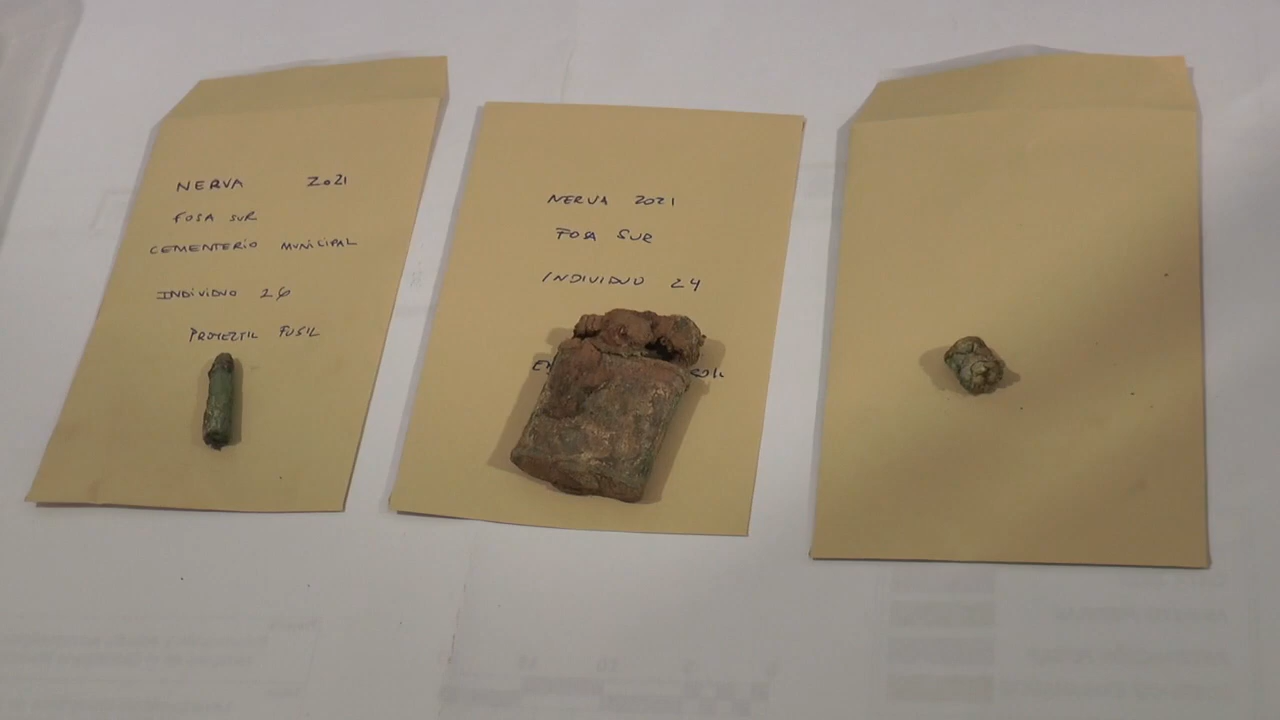 NERVA 2021
FOSA SUR
CEMENTERIO MUNICIPAL
INDIVIDUO 26
PROYECTIL FUSIL
NERVA 2021
FOSA SUR
INDIVIDUO 24